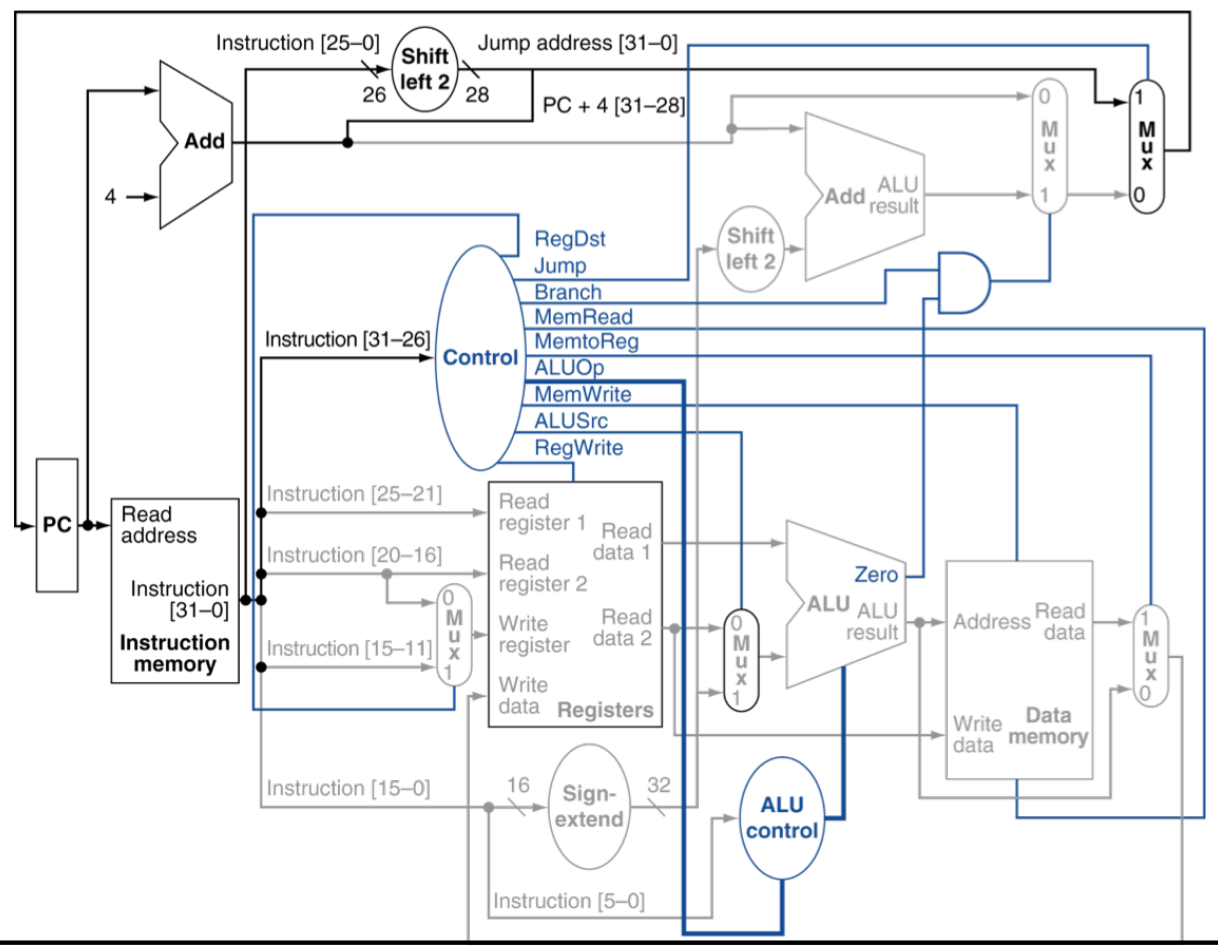 Instruction [25–0]
Shift
left 2
Jump address [31–0]
26
28
PC + 4 [31–28]
Add
4
0
M
u
x
1
1
M
u
x
0
Add
ALU
result
Shift
left 2
RegDst
Jump
Branch
MemRead
MemtoReg
ALUOp
MemWrite
ALUSrc
RegWrite
Instruction [31–26]
Control
PC
Read
address
Instruction
[31–0]
Instruction
memory
Instruction [25–21]
Instruction [20–16]
Instruction [15–11]
0
M
u
x
1
Read
register 1
Read
register 2
Write
register
Write
data
Read
data 1
Read
data 2
Registers
0
M
u
x
1
Zero
ALU
ALU
result
Address
Read
data
Write
data
Data
memory
1
M
u
x
0
Instruction [15–0]
16
Sign-
extend
32
ALU
control
Instruction [5–0]